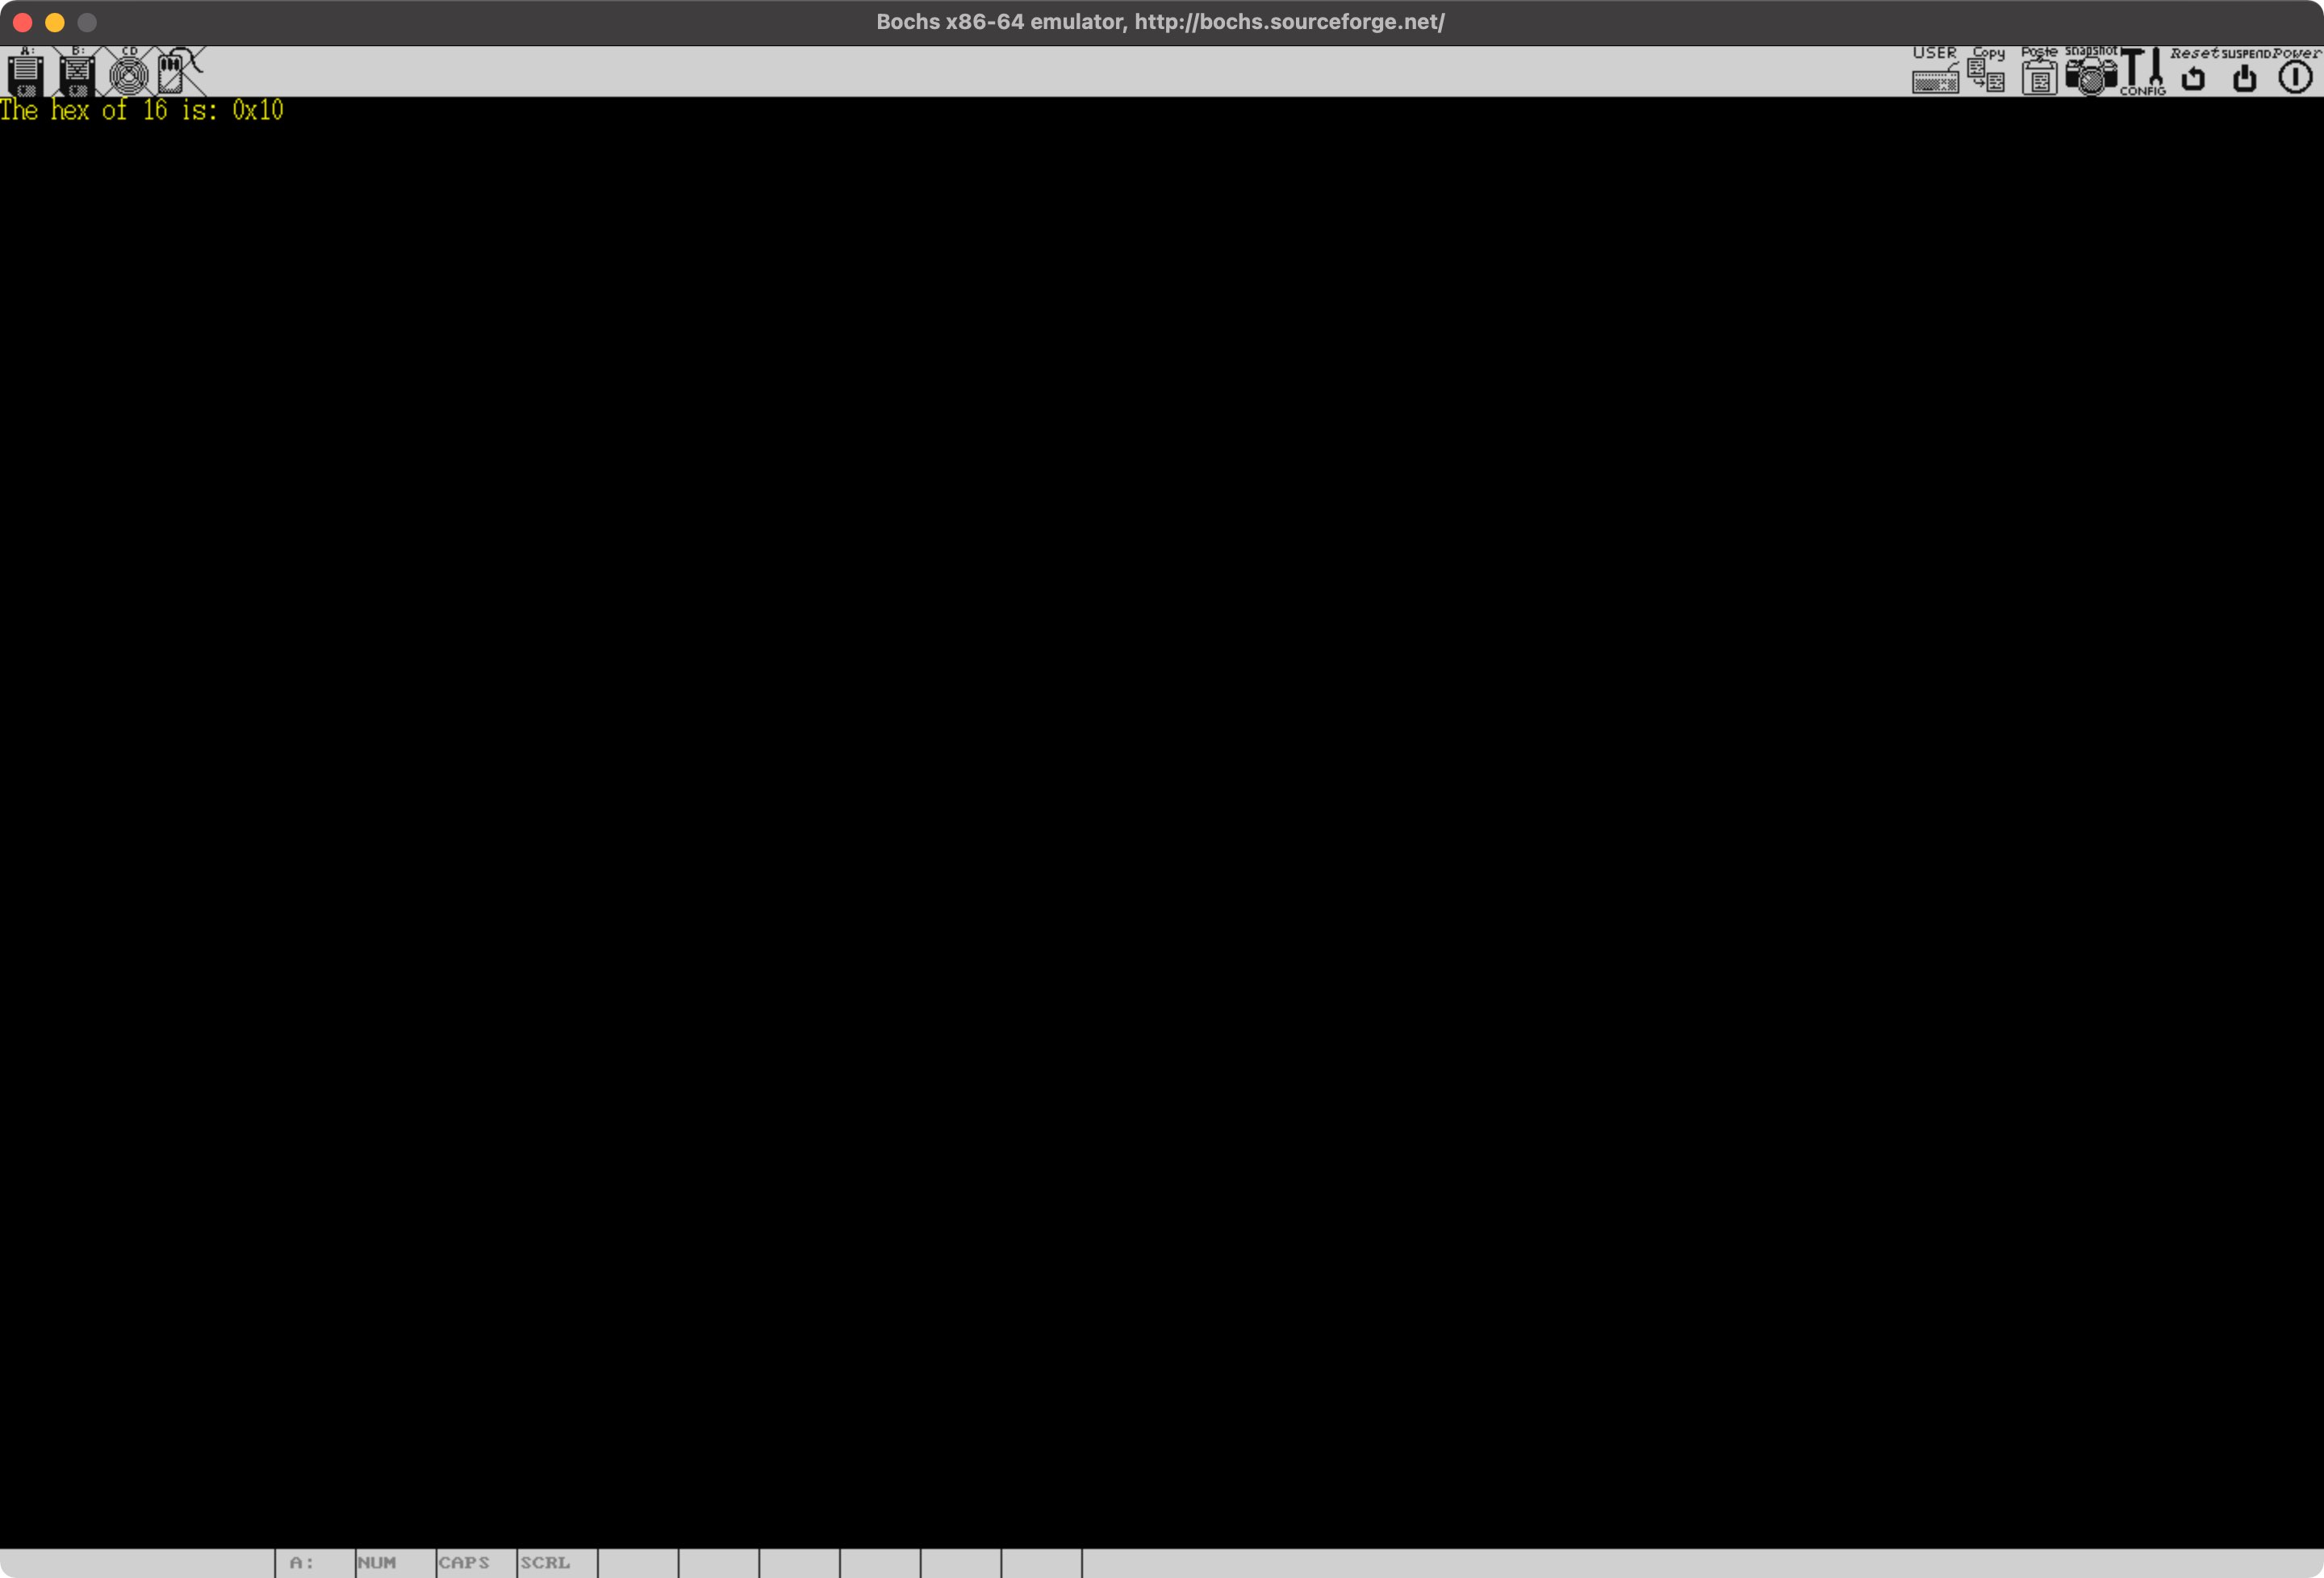 Bochs x86-64 emulator, http://bochs.sourceforge.net/
A: B: CD USER Copy Paste snapshot CONFIG Reset SUSPEND Power
The hex of 16 is: 0x10
A: NUM CAPS SCRL